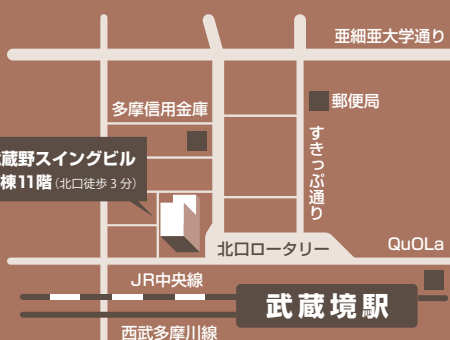 亜細亜大学通り
多摩信用金庫
郵便局
すきっぷ通り
蔵野スイングビル
棟11階(北口徒歩3分)
北口ロータリー
QuOLa
JR中央線
武蔵境駅
西武多摩川線